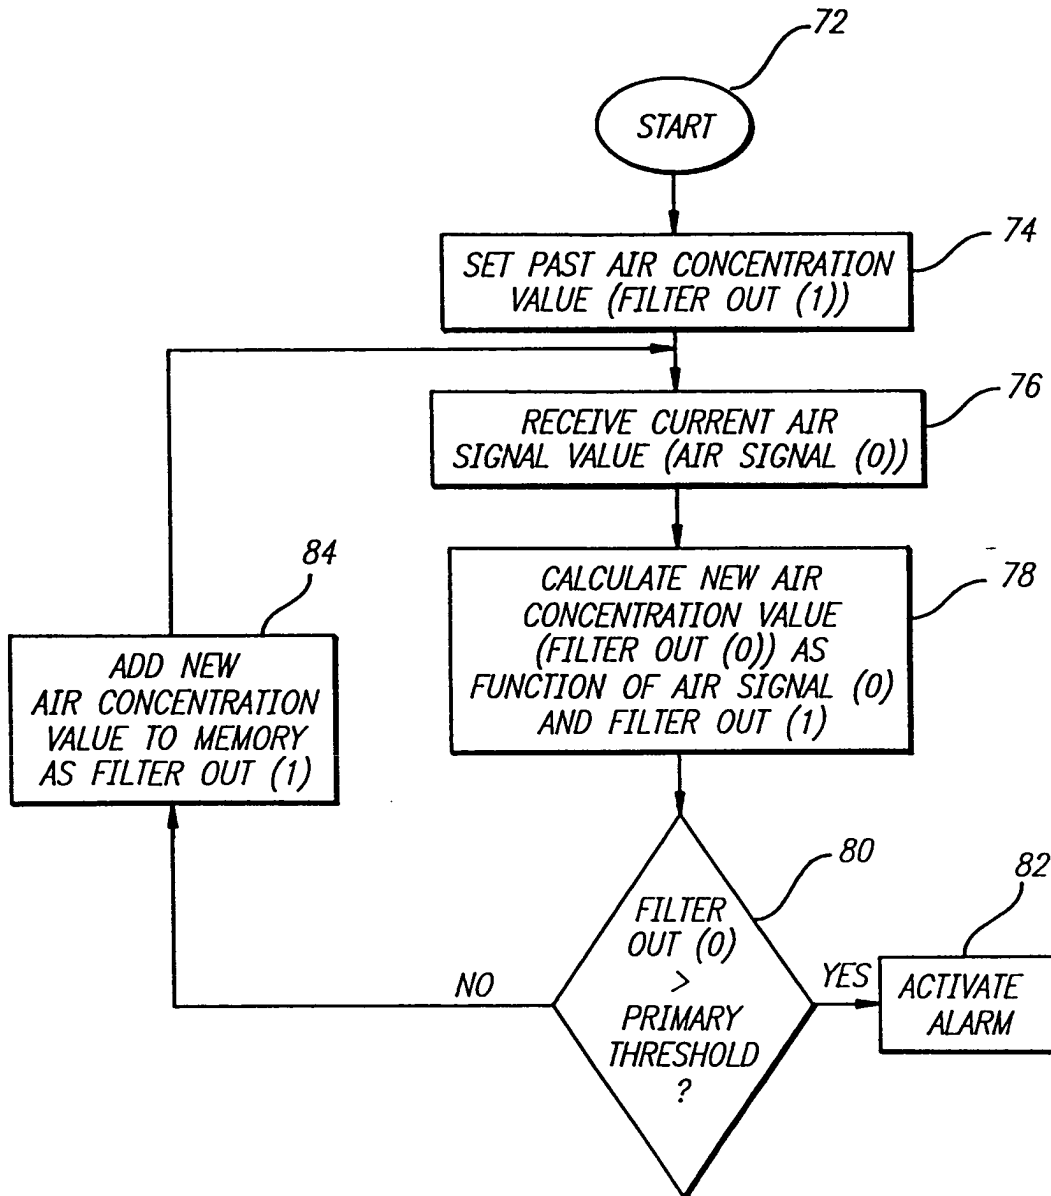 72
START
74
SET PAST AIR CONCENTRATION
VALUE (FILTER OUT (1))
76
RECEIVE CURRENT AIR
SIGNAL VALUE (AIR SIGNAL (0))
78
CALCULATE NEW AIR
CONCENTRATION VALUE
(FILTER OUT (0)) AS
FUNCTION OF AIR SIGNAL (0)
AND FILTER OUT (1)
84
ADD NEW
AIR CONCENTRATION
VALUE TO MEMORY
AS FILTER OUT (1)
80
FILTER
OUT (0)
>
PRIMARY
THRESHOLD
?
NO
YES
82
ACTIVATE
ALARM